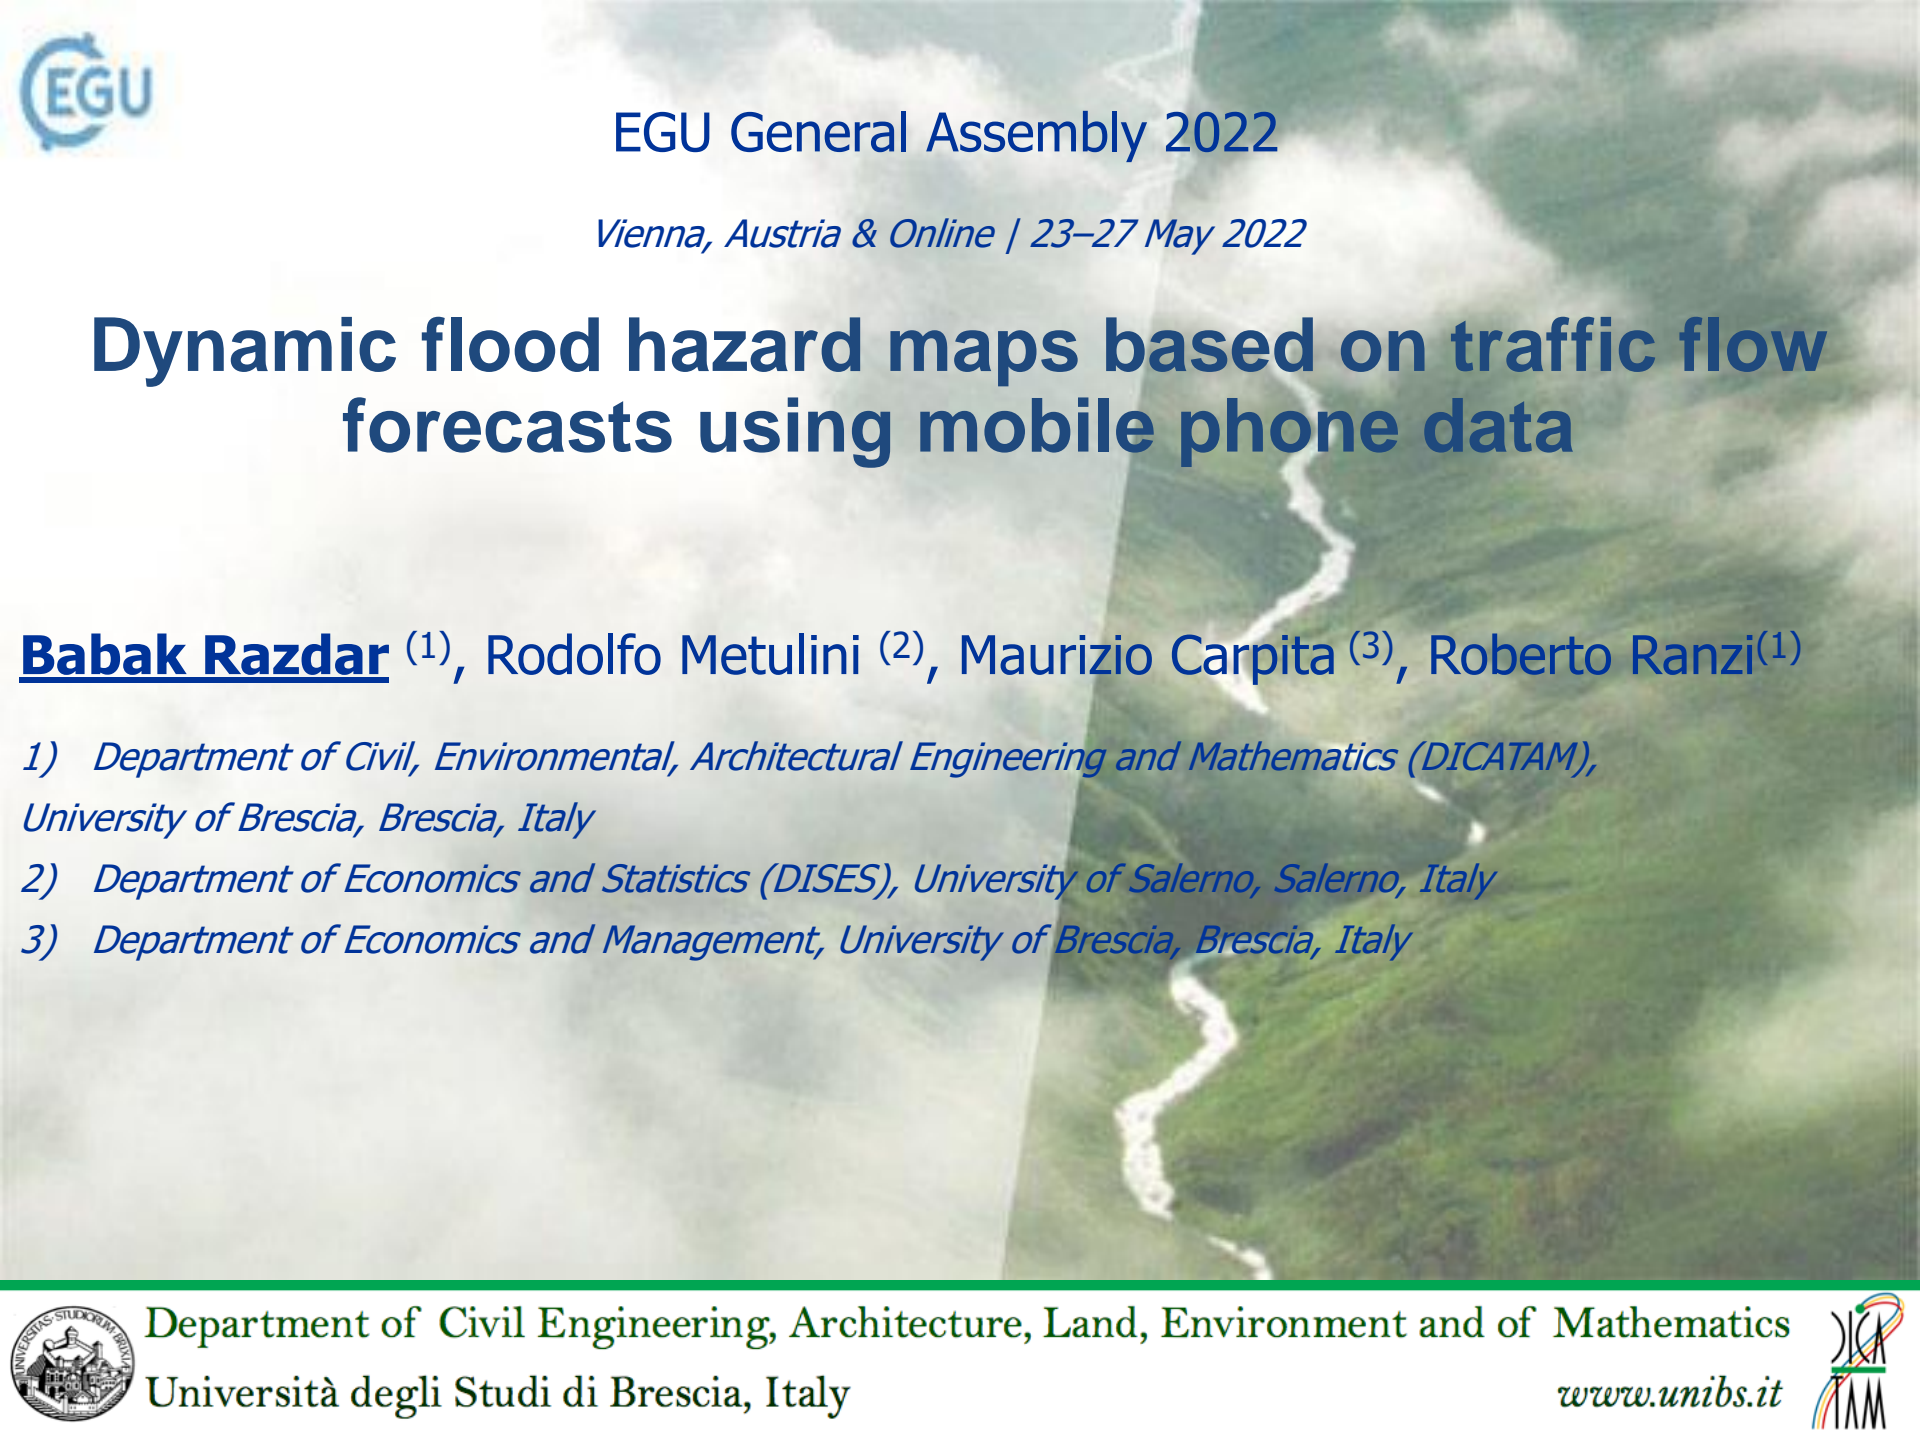 EGU
EGU General Assembly 2022
Vienna, Austria & Online | 23–27 May 2022
Dynamic flood hazard maps based on traffic flow
forecasts using mobile phone data
Babak Razdar (1), Rodolfo Metulini (2), Maurizio Carpita (3), Roberto Ranzi(1)
1) Department of Civil, Environmental, Architectural Engineering and Mathematics (DICATAM),
University of Brescia, Brescia, Italy
2) Department of Economics and Statistics (DISES), University of Salerno, Salerno, Italy
3) Department of Economics and Management, University of Brescia, Brescia, Italy
Department of Civil Engineering, Architecture, Land, Environment and of Mathematics
Università degli Studi di Brescia, Italy
www.unibs.it
DICA
TAM